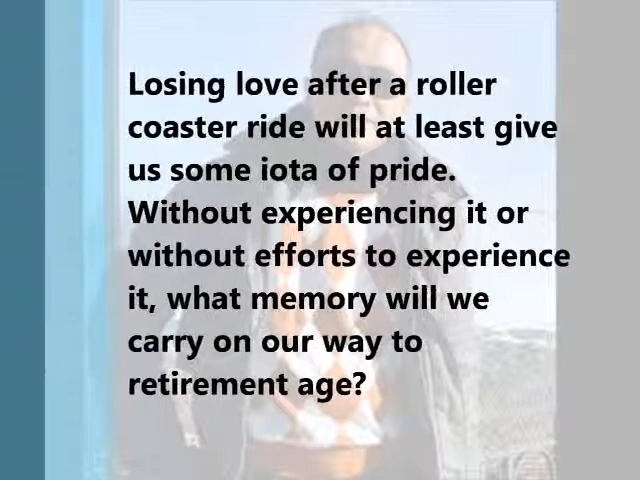 Losing love after a roller
coaster ride will at least give
us some iota of pride.
Without experiencing it or
without efforts to experience
it, what memory will we
carry on our way to
retirement age?